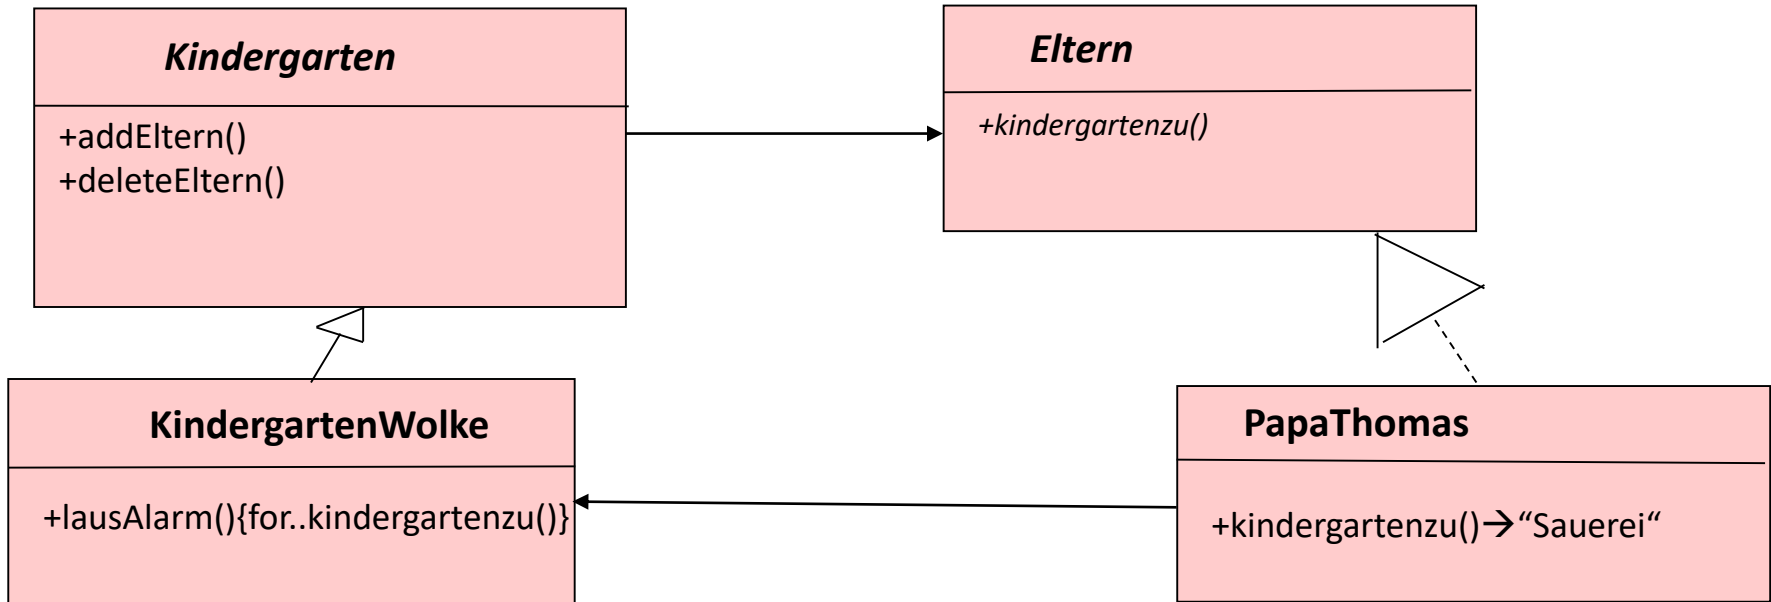 Kindergarten
+addEltern()
+deleteEltern()
Eltern
+kindergartenzu()
KindergartenWolke
+lausAlarm(){for..kindergartenzu()}
PapaThomas
+kindergartenzu()→“Sauerei“